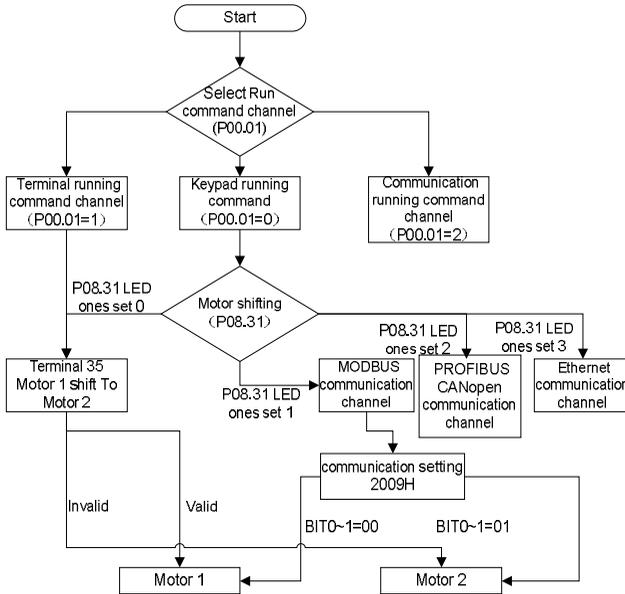 Start
Select Run
command channel
(P00.01)
Terminal running
command channel
(P00.01=1)
Keypad running
command
(P00.01=0)
Communication
running command
channel
(P00.01=2)
P08.31 LED
ones set 0
Motor shifting
(P08.31)
P08.31 LED
ones set 2
P08.31 LED
ones set 3
Terminal 35
Motor 1 shift To
Motor 2
P08.31 LED
ones set 1
MODBUS
communication
channel
PROFIBUS
CANopen
communication
channel
Ethernet
communication
channel
communication setting
2009H
Invalid
Valid
BIT0~1=00
BIT0~1=01
Motor 1
Motor 2